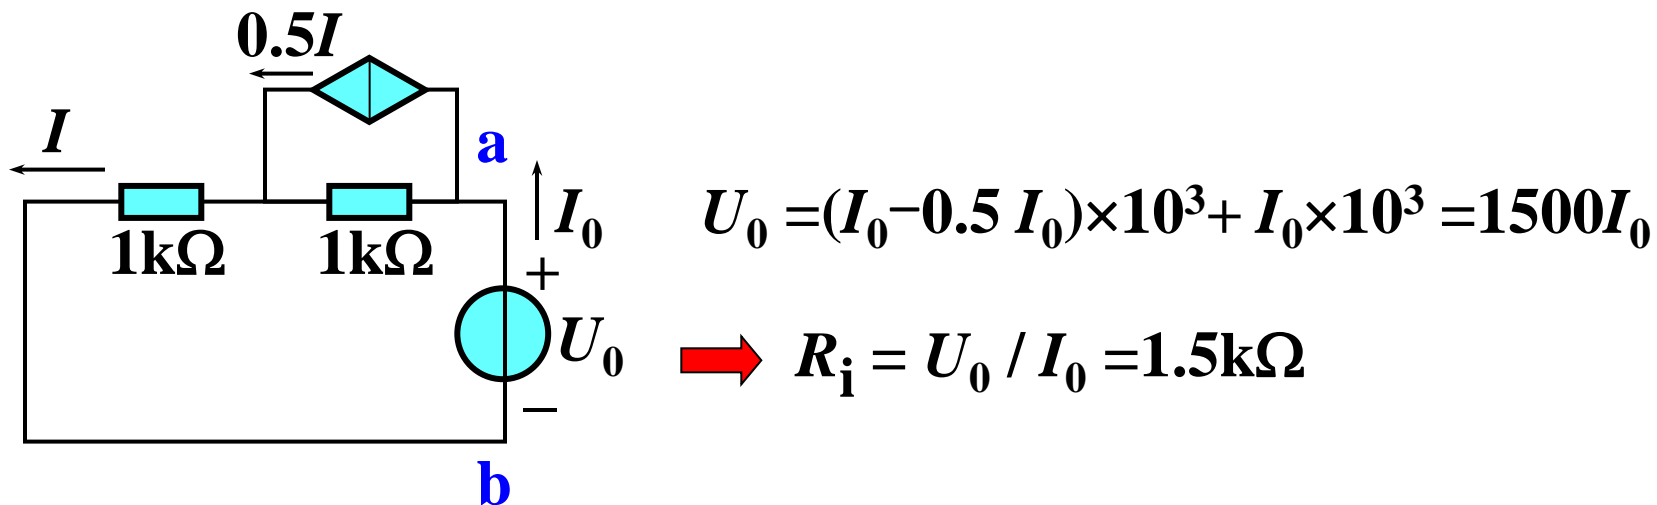 0.5I
I
a
I₀
1kΩ
1kΩ
+
U₀
−
b
U₀ =(I₀−0.5 I₀)×10³+ I₀×10³ =1500I₀
Rᵢ = U₀ / I₀ =1.5kΩ